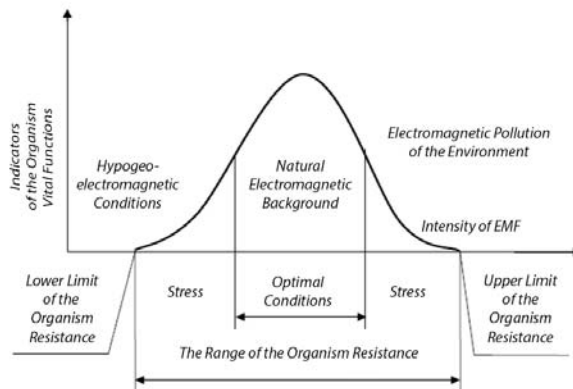 Indicators
of the Organism
Vital Functions
Hypogeo-
electromagnetic
Conditions
Natural
Electromagnetic
Background
Electromagnetic Pollution
of the Environment
Intensity of EMF
Lower Limit
of the
Organism
Resistance
Stress
Optimal
Conditions
Stress
Upper Limit
of the
Organism
Resistance
The Range of the Organism Resistance